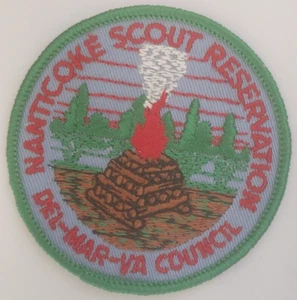 NANTICOKE SCOUT RESERVATION
DEL-MAR-VA COUNCIL